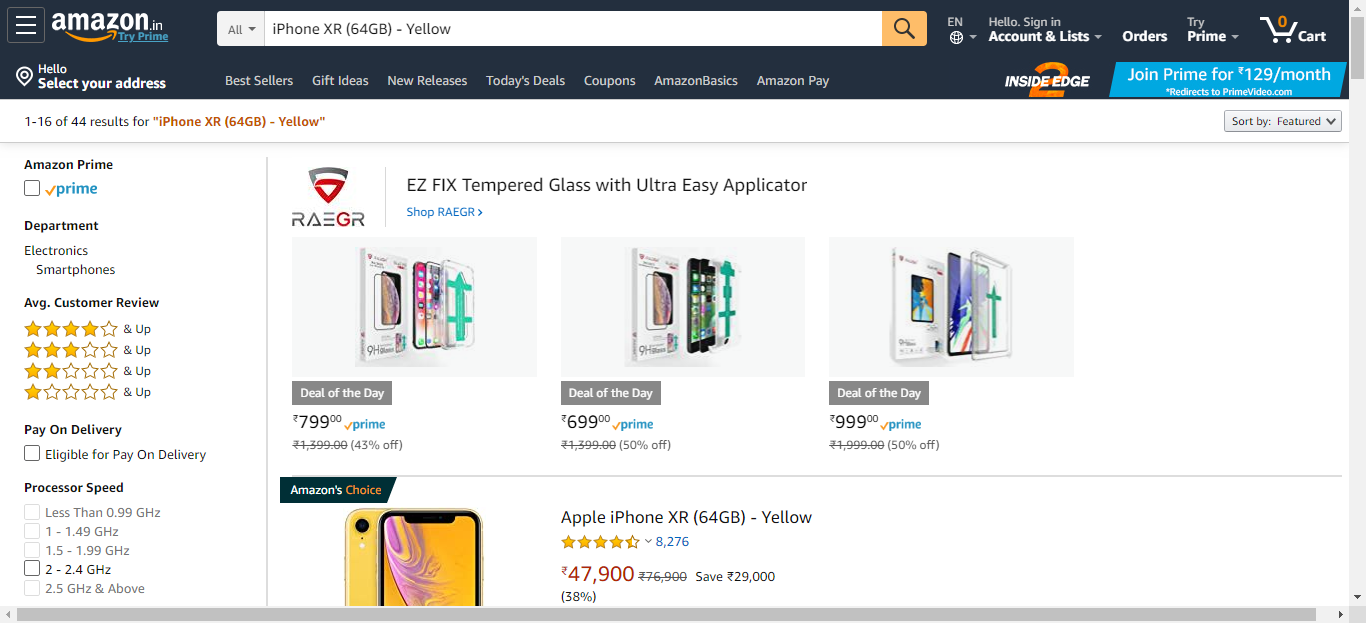 amazon.in
Try Prime
All
iPhone XR (64GB) - Yellow
EN
Hello. Sign in
Account & Lists
Orders
Try
Prime
0
Cart
Hello
Select your address
Best Sellers
Gift Ideas
New Releases
Today's Deals
Coupons
AmazonBasics
Amazon Pay
INSIDE EDGE
2
Join Prime for ₹129/month
*Redirects to PrimeVideo.com
1-16 of 44 results for "iPhone XR (64GB) - Yellow"
Sort by: Featured
Amazon Prime
prime
Department
Electronics
Smartphones
Avg. Customer Review
& Up
& Up
& Up
& Up
Pay On Delivery
Eligible for Pay On Delivery
Processor Speed
Less Than 0.99 GHz
1 - 1.49 GHz
1.5 - 1.99 GHz
2 - 2.4 GHz
2.5 GHz & Above
RAEGR
EZ FIX Tempered Glass with Ultra Easy Applicator
Shop RAEGR
9H Glass
9H Glass
Deal of the Day
₹79900 prime
₹1,399.00 (43% off)
Deal of the Day
₹69900 prime
₹1,399.00 (50% off)
Deal of the Day
₹99900 prime
₹1,999.00 (50% off)
Amazon's Choice
Apple iPhone XR (64GB) - Yellow
8,276
₹47,900 ₹76,900 Save ₹29,000
(38%)